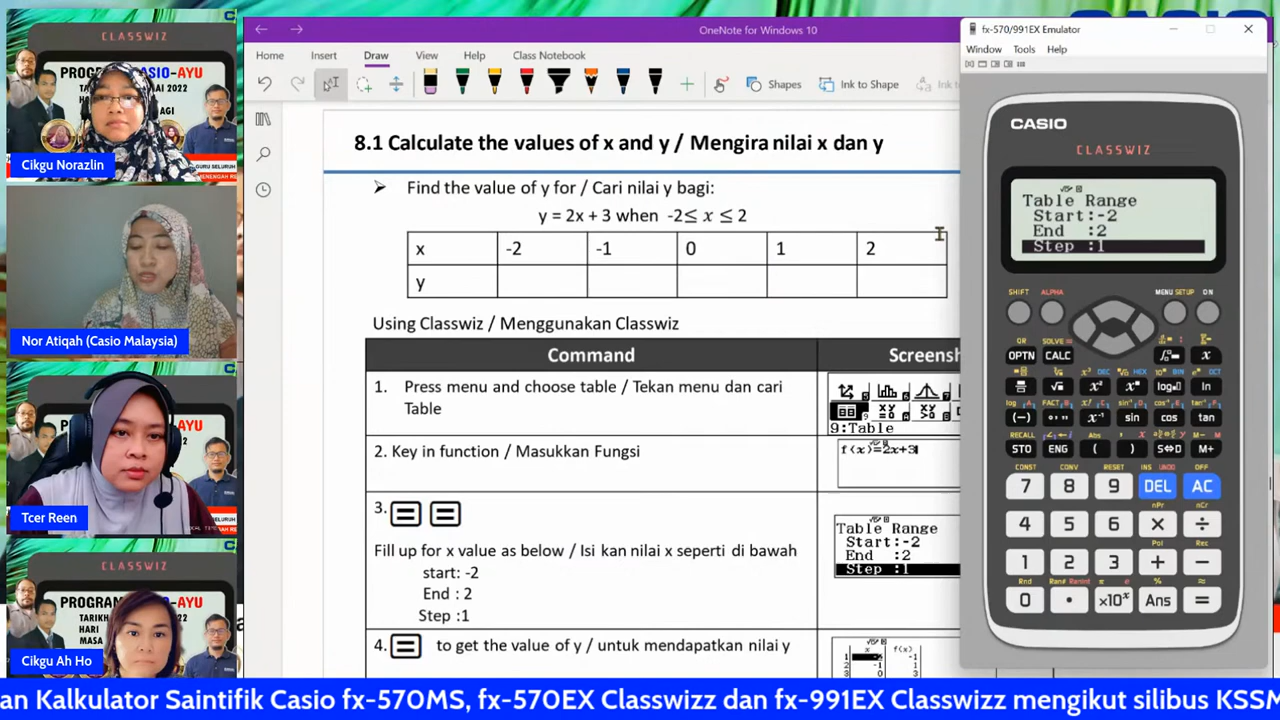 CLASSWIZ
Cikgu Norazlin
Nor Atiqah (Casio Malaysia)
Tcer Reen
CLASSWIZ
Cikgu Ah Ho
OneNote for Windows 10
Home Insert Draw View Help Class Notebook
Shapes Ink to Shape
8.1 Calculate the values of x and y / Mengira nilai x dan y
➤ Find the value of y for / Cari nilai y bagi:
y = 2x + 3 when -2≤ x ≤ 2
x -2 -1 0 1 2
y
Using Classwiz / Menggunakan Classwiz
Command Screensh
1. Press menu and choose table / Tekan menu dan cari
Table
9:Table
2. Key in function / Masukkan Fungsi
f(x)=2x+3
3. = =
Fill up for x value as below / Isi kan nilai x seperti di bawah
start: -2
End : 2
Step :1
Table Range
Start:-2
End :2
Step :1
4. = to get the value of y / untuk mendapatkan nilai y
x f(x)
fx-570/991EX Emulator
Window Tools Help
CASIO
CLASSWIZ
Table Range
Start:-2
End :2
Step :1
SHIFT ALPHA MENU SETUP ON
OPTN CALC x
log ln
(−) sin cos tan
STO ENG ( ) S⇔D M+
7 8 9 DEL AC
4 5 6 × ÷
1 2 3 + −
0 • ×10ˣ Ans =
an Kalkulator Saintifik Casio fx-570MS, fx-570EX Classwizz dan fx-991EX Classwizz mengikut silibus KSSM